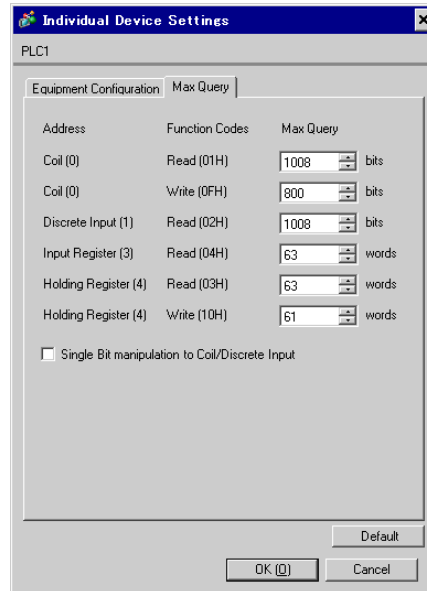 Individual Device Settings
PLC1
Equipment Configuration Max Query
Address Function Codes Max Query
Coil (0) Read (01H) 1008 bits
Coil (0) Write (0FH) 800 bits
Discrete Input (1) Read (02H) 1008 bits
Input Register (3) Read (04H) 63 words
Holding Register (4) Read (03H) 63 words
Holding Register (4) Write (10H) 61 words
Single Bit manipulation to Coil/Discrete Input
Default
OK (O) Cancel